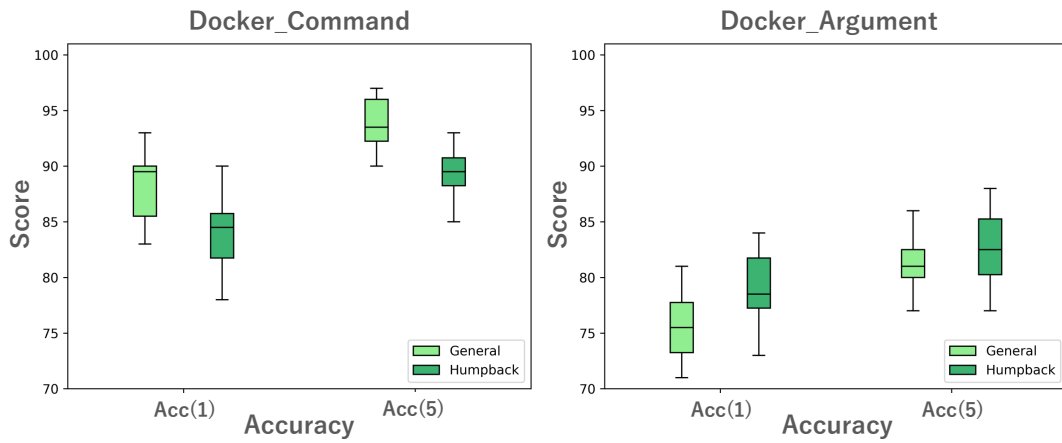 Docker_Command
100
95
90
85
80
75
70
Score
General
Humpback
Acc(1)
Acc(5)
Accuracy
Docker_Argument
100
95
90
85
80
75
70
Score
General
Humpback
Acc(1)
Acc(5)
Accuracy